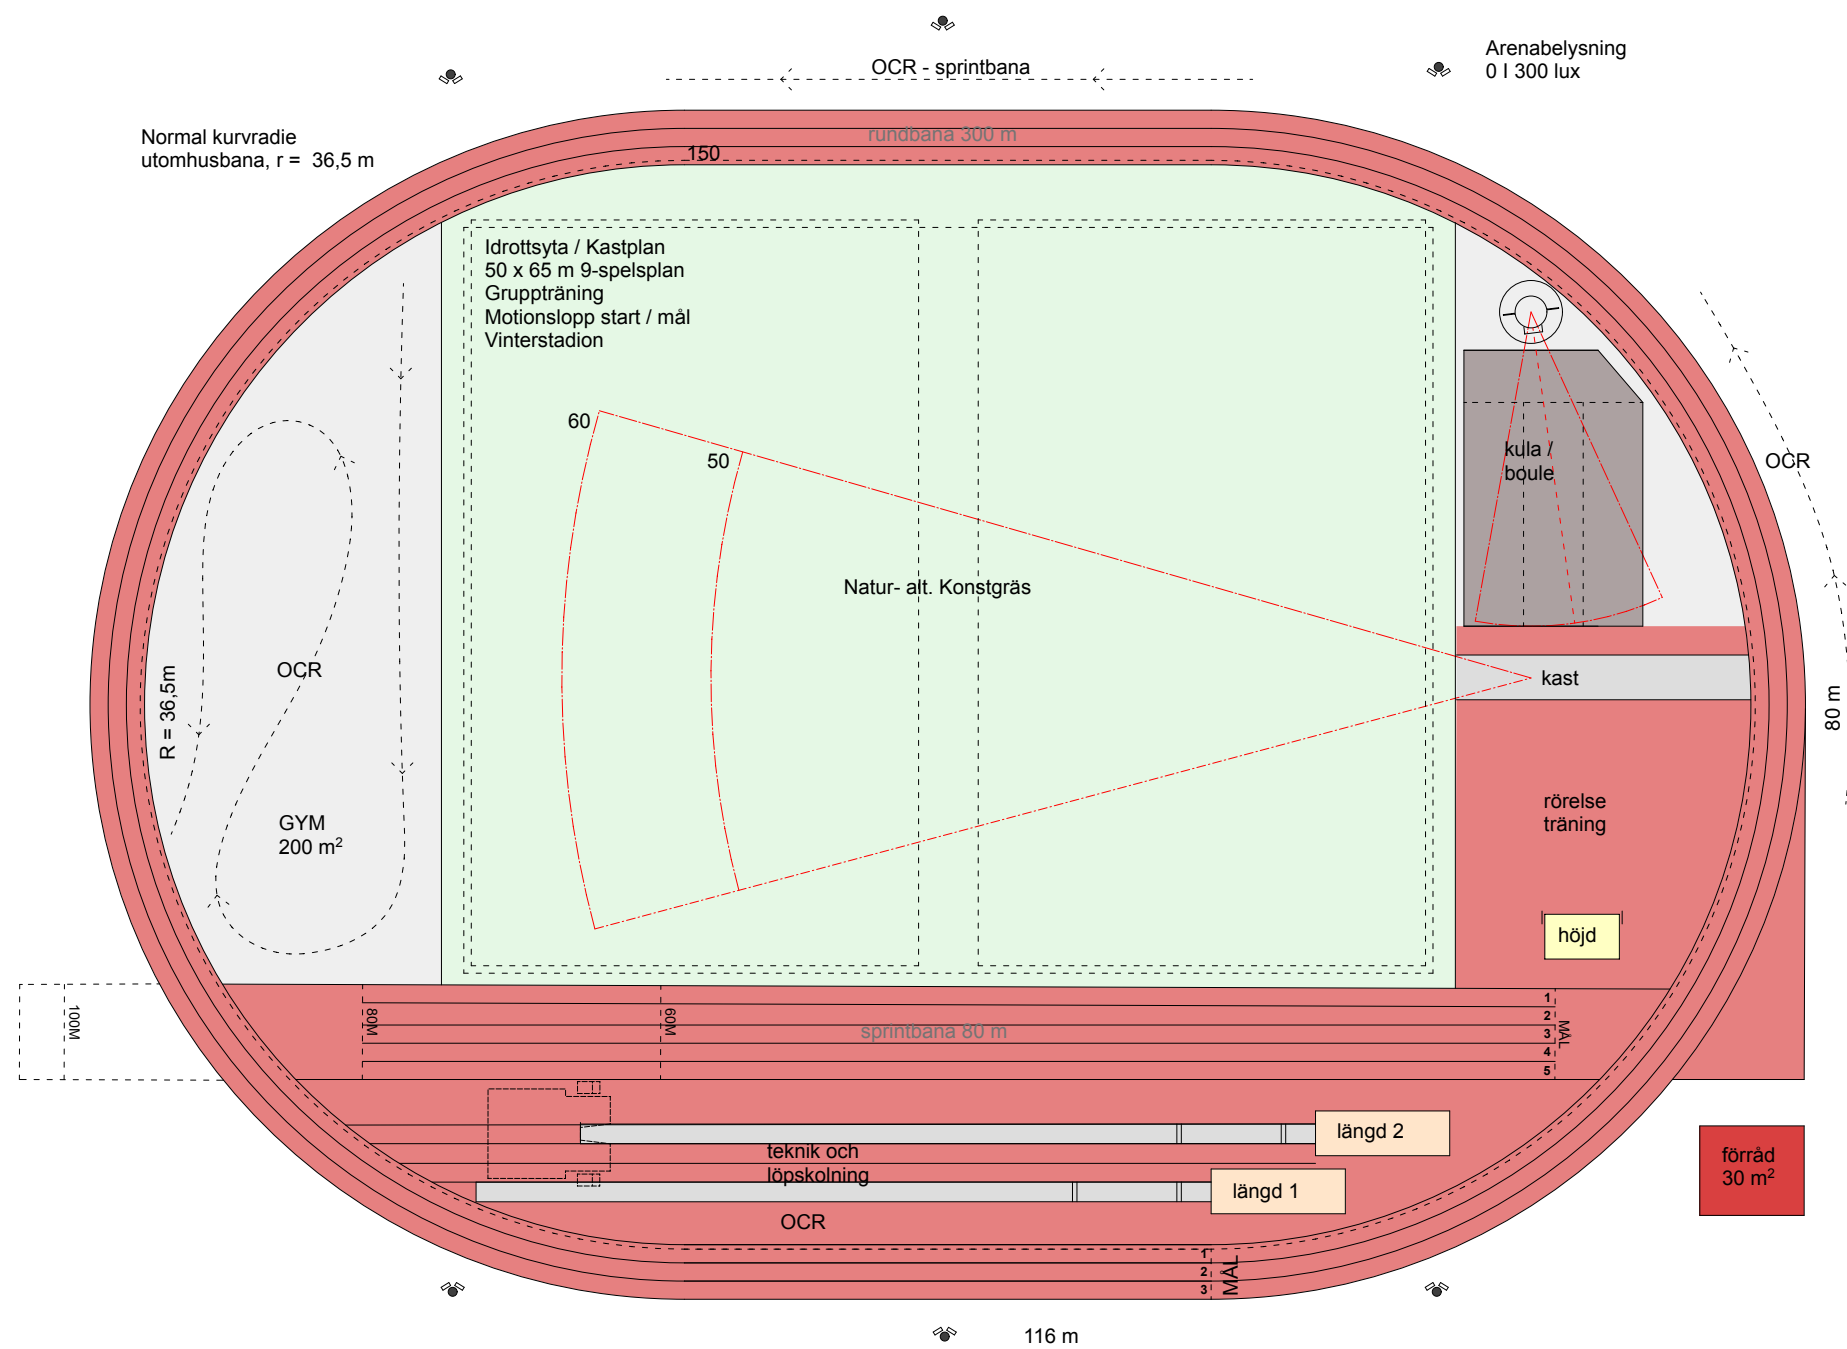 OCR - sprintbana
Arenabelysning
0 I 300 lux
Normal kurvradie
utomhusbana, r = 36,5 m
rundbana 300 m
150
Idrottsyta / Kastplan
50 x 65 m 9-spelsplan
Gruppträning
Motionslopp start / mål
Vinterstadion
60
50
kula /
boule
OCR
Natur- alt. Konstgräs
OCR
R = 36,5m
kast
80 m
GYM
200 m²
rörelse
träning
höjd
100M
80M
60M
sprintbana 80 m
1
2
3
4
5
MÅL
längd 2
teknik och
löpskolning
längd 1
förråd
30 m²
OCR
1
2
3
MÅL
116 m